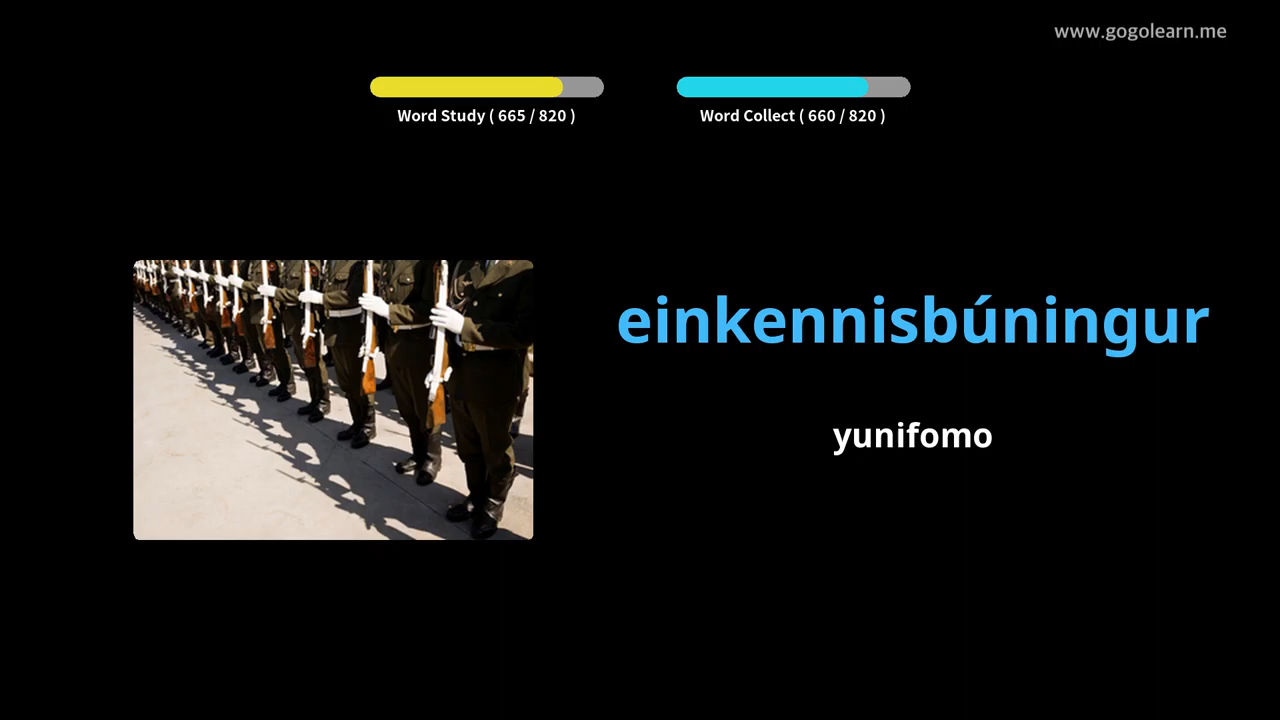 www.gogolearn.me
Word Study ( 665 / 820 )
Word Collect ( 660 / 820 )
einkennisbúningur
yunifomo